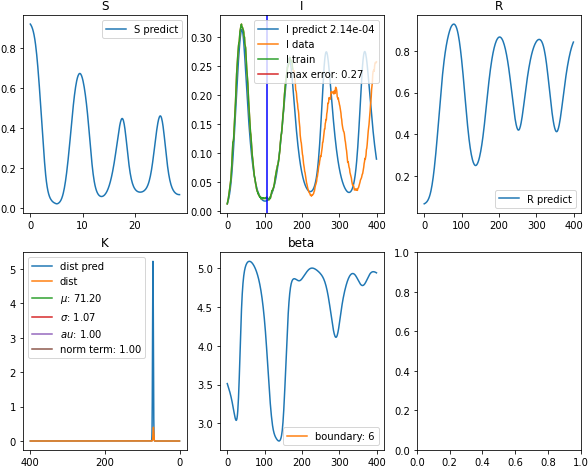 S
I
R
S predict
I predict 2.14e-04
I data
I train
max error: 0.27
R predict
0.8
0.6
0.4
0.2
0.0
0 10 20
0.30
0.25
0.20
0.15
0.10
0.05
0.00
0 100 200 300 400
0.8
0.6
0.4
0.2
0 100 200 300 400
K
beta
dist pred
dist
μ: 71.20
σ: 1.07
au: 1.00
norm term: 1.00
boundary: 6
5
4
3
2
1
0
400 200 0
5.0
4.5
4.0
3.5
3.0
0 100 200 300 400
1.0
0.8
0.6
0.4
0.2
0.0
0.0 0.2 0.4 0.6 0.8 1.0